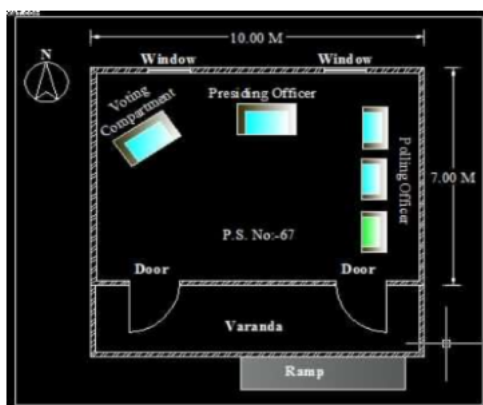 10.00 M
N
Window
Window
Voting
Compartment
Presiding Officer
Polling Officer
7.00 M
P.S. No:-67
Door
Door
Varanda
Ramp